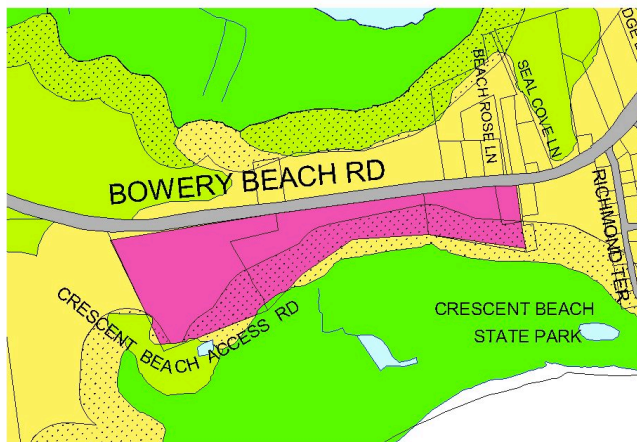 DGE
BEACH ROSE LN
SEAL COVE LN
BOWERY BEACH RD
RICHMOND TER
CRESCENT BEACH ACCESS RD
CRESCENT BEACH
STATE PARK